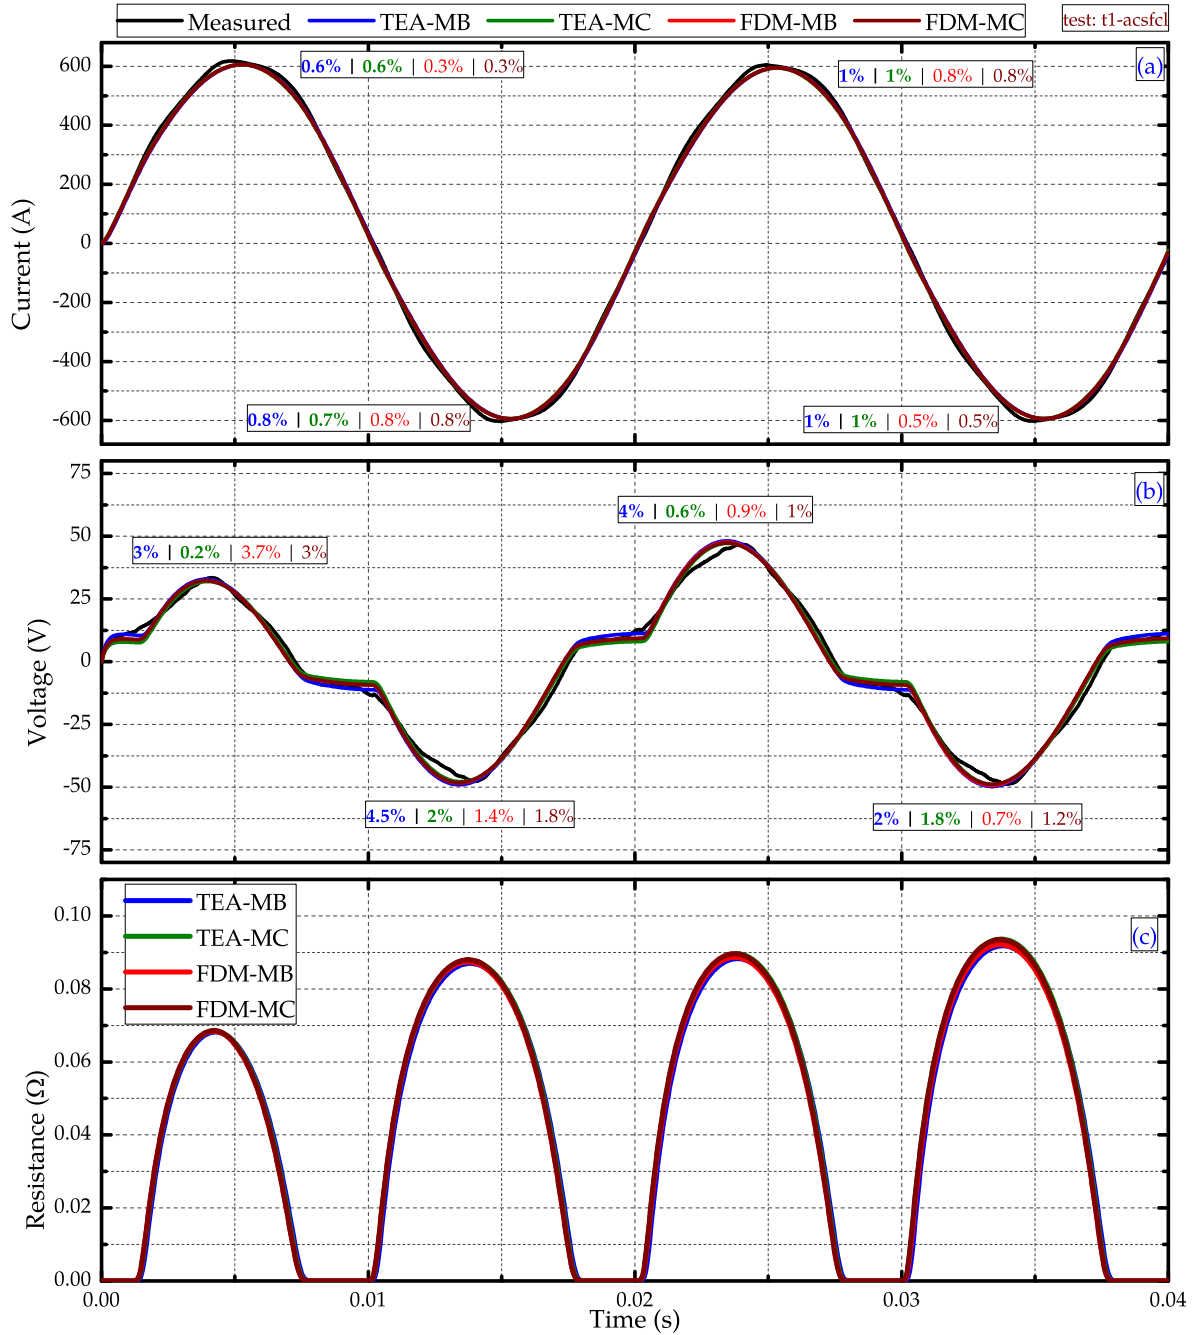 Measured TEA-MB TEA-MC FDM-MB FDM-MC
test: t1-acsfcl
(a)
0.6% | 0.6% | 0.3% | 0.3%
1% | 1% | 0.8% | 0.8%
0.8% | 0.7% | 0.8% | 0.8%
1% | 1% | 0.5% | 0.5%
600
400
200
0
-200
-400
-600
Current (A)
(b)
3% | 0.2% | 3.7% | 3%
4% | 0.6% | 0.9% | 1%
4.5% | 2% | 1.4% | 1.8%
2% | 1.8% | 0.7% | 1.2%
75
50
25
0
-25
-50
-75
Voltage (V)
TEA-MB
TEA-MC
FDM-MB
FDM-MC
(c)
0.10
0.08
0.06
0.04
0.02
0.00
Resistance (Ω)
0.00 0.01 0.02 0.03 0.04
Time (s)